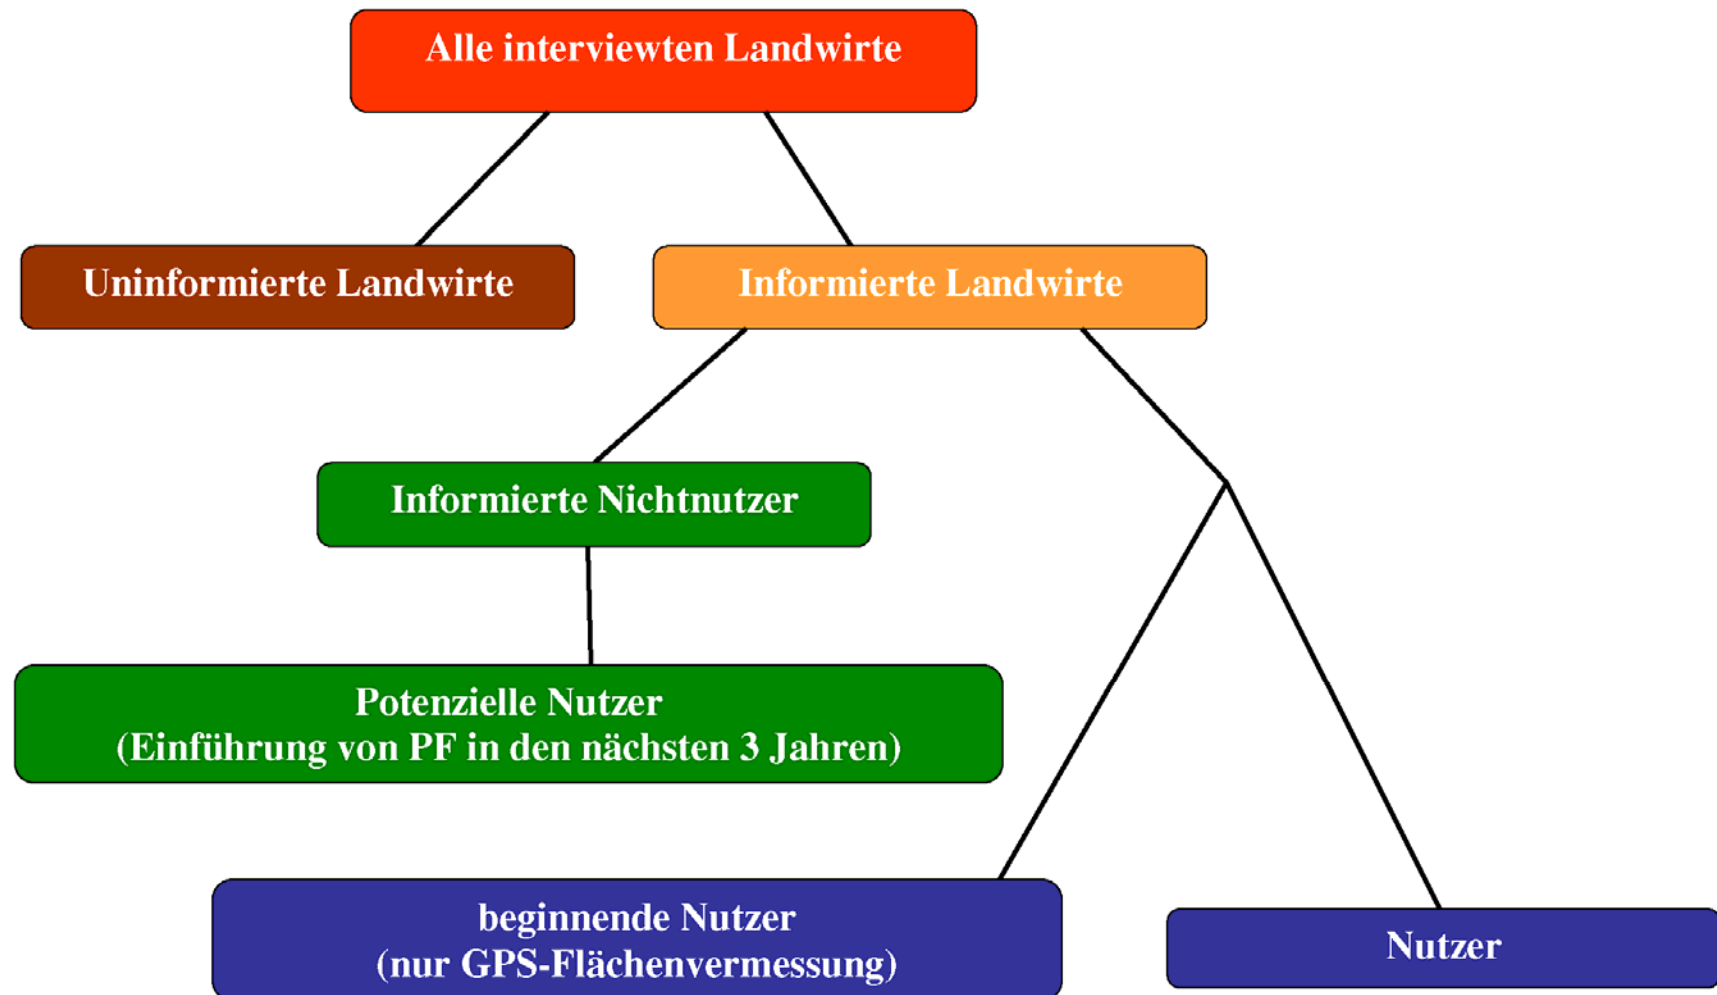 Alle interviewten Landwirte
Uninformierte Landwirte
Informierte Landwirte
Informierte Nichtnutzer
Potenzielle Nutzer
(Einführung von PF in den nächsten 3 Jahren)
beginnende Nutzer
(nur GPS-Flächenvermessung)
Nutzer